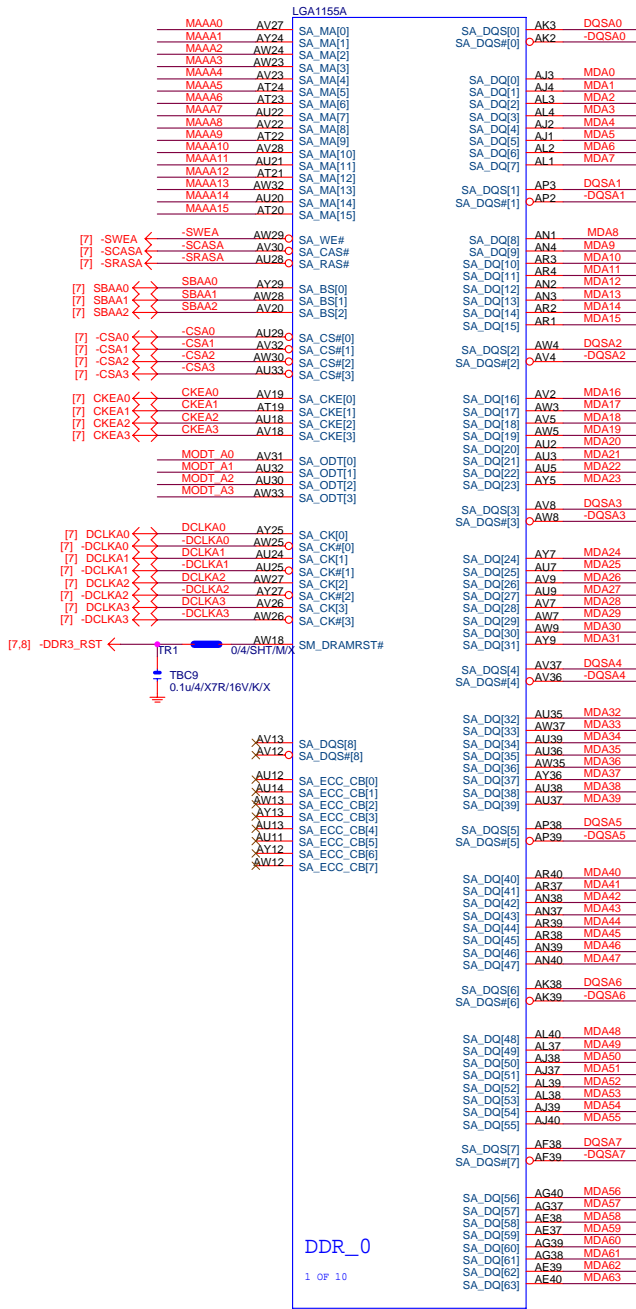 LGA1155A
MAAA0 AV27 SA_MA[0]
MAAA1 AY24 SA_MA[1]
MAAA2 AW24 SA_MA[2]
MAAA3 AW23 SA_MA[3]
MAAA4 AV23 SA_MA[4]
MAAA5 AT24 SA_MA[5]
MAAA6 AT23 SA_MA[6]
MAAA7 AU22 SA_MA[7]
MAAA8 AV22 SA_MA[8]
MAAA9 AT22 SA_MA[9]
MAAA10 AV28 SA_MA[10]
MAAA11 AU21 SA_MA[11]
MAAA12 AT21 SA_MA[12]
MAAA13 AW32 SA_MA[13]
MAAA14 AU20 SA_MA[14]
MAAA15 AT20 SA_MA[15]
[7] -SWEA -SWEA AW29 SA_WE#
[7] -SCASA -SCASA AV30 SA_CAS#
[7] -SRASA -SRASA AU28 SA_RAS#
[7] SBAA0 SBAA0 AY29 SA_BS[0]
[7] SBAA1 SBAA1 AW28 SA_BS[1]
[7] SBAA2 SBAA2 AV20 SA_BS[2]
[7] -CSA0 -CSA0 AU29 SA_CS#[0]
[7] -CSA1 -CSA1 AV32 SA_CS#[1]
[7] -CSA2 -CSA2 AW30 SA_CS#[2]
[7] -CSA3 -CSA3 AU33 SA_CS#[3]
[7] CKEA0 CKEA0 AV19 SA_CKE[0]
[7] CKEA1 CKEA1 AT19 SA_CKE[1]
[7] CKEA2 CKEA2 AU18 SA_CKE[2]
[7] CKEA3 CKEA3 AV18 SA_CKE[3]
MODT_A0 AV31 SA_ODT[0]
MODT_A1 AU32 SA_ODT[1]
MODT_A2 AU30 SA_ODT[2]
MODT_A3 AW33 SA_ODT[3]
[7] DCLKA0 DCLKA0 AY25 SA_CK[0]
[7] -DCLKA0 -DCLKA0 AW25 SA_CK#[0]
[7] DCLKA1 DCLKA1 AU24 SA_CK[1]
[7] -DCLKA1 -DCLKA1 AU25 SA_CK#[1]
[7] DCLKA2 DCLKA2 AW27 SA_CK[2]
[7] -DCLKA2 -DCLKA2 AY27 SA_CK#[2]
[7] DCLKA3 DCLKA3 AV26 SA_CK[3]
[7] -DCLKA3 -DCLKA3 AW26 SA_CK#[3]
[7,8] -DDR3_RST TR1 0/4/SHT/M/X AW18 SM_DRAMRST#
TBC9
0.1u/4/X7R/16V/K/X
AV13 SA_DQS[8]
AV12 SA_DQS#[8]
AU12 SA_ECC_CB[0]
AU14 SA_ECC_CB[1]
AW13 SA_ECC_CB[2]
AY13 SA_ECC_CB[3]
AU13 SA_ECC_CB[4]
AU11 SA_ECC_CB[5]
AY12 SA_ECC_CB[6]
AW12 SA_ECC_CB[7]
SA_DQS[0] AK3 DQSA0
SA_DQS#[0] AK2 -DQSA0
SA_DQ[0] AJ3 MDA0
SA_DQ[1] AJ4 MDA1
SA_DQ[2] AL3 MDA2
SA_DQ[3] AL4 MDA3
SA_DQ[4] AJ2 MDA4
SA_DQ[5] AJ1 MDA5
SA_DQ[6] AL2 MDA6
SA_DQ[7] AL1 MDA7
SA_DQS[1] AP3 DQSA1
SA_DQS#[1] AP2 -DQSA1
SA_DQ[8] AN1 MDA8
SA_DQ[9] AN4 MDA9
SA_DQ[10] AR3 MDA10
SA_DQ[11] AR4 MDA11
SA_DQ[12] AN2 MDA12
SA_DQ[13] AN3 MDA13
SA_DQ[14] AR2 MDA14
SA_DQ[15] AR1 MDA15
SA_DQS[2] AW4 DQSA2
SA_DQS#[2] AV4 -DQSA2
SA_DQ[16] AV2 MDA16
SA_DQ[17] AW3 MDA17
SA_DQ[18] AV5 MDA18
SA_DQ[19] AW5 MDA19
SA_DQ[20] AU2 MDA20
SA_DQ[21] AU3 MDA21
SA_DQ[22] AU5 MDA22
SA_DQ[23] AY5 MDA23
SA_DQS[3] AV8 DQSA3
SA_DQS#[3] AW8 -DQSA3
SA_DQ[24] AY7 MDA24
SA_DQ[25] AU7 MDA25
SA_DQ[26] AV9 MDA26
SA_DQ[27] AU9 MDA27
SA_DQ[28] AV7 MDA28
SA_DQ[29] AW7 MDA29
SA_DQ[30] AW9 MDA30
SA_DQ[31] AY9 MDA31
SA_DQS[4] AV37 DQSA4
SA_DQS#[4] AV36 -DQSA4
SA_DQ[32] AU35 MDA32
SA_DQ[33] AW37 MDA33
SA_DQ[34] AU39 MDA34
SA_DQ[35] AU36 MDA35
SA_DQ[36] AW35 MDA36
SA_DQ[37] AY36 MDA37
SA_DQ[38] AU38 MDA38
SA_DQ[39] AU37 MDA39
SA_DQS[5] AP38 DQSA5
SA_DQS#[5] AP39 -DQSA5
SA_DQ[40] AR40 MDA40
SA_DQ[41] AR37 MDA41
SA_DQ[42] AN38 MDA42
SA_DQ[43] AN37 MDA43
SA_DQ[44] AR39 MDA44
SA_DQ[45] AR38 MDA45
SA_DQ[46] AN39 MDA46
SA_DQ[47] AN40 MDA47
SA_DQS[6] AK38 DQSA6
SA_DQS#[6] AK39 -DQSA6
SA_DQ[48] AL40 MDA48
SA_DQ[49] AL37 MDA49
SA_DQ[50] AJ38 MDA50
SA_DQ[51] AJ37 MDA51
SA_DQ[52] AL39 MDA52
SA_DQ[53] AL38 MDA53
SA_DQ[54] AJ39 MDA54
SA_DQ[55] AJ40 MDA55
SA_DQS[7] AF38 DQSA7
SA_DQS#[7] AF39 -DQSA7
SA_DQ[56] AG40 MDA56
SA_DQ[57] AG37 MDA57
SA_DQ[58] AE38 MDA58
SA_DQ[59] AE37 MDA59
SA_DQ[60] AG39 MDA60
SA_DQ[61] AG38 MDA61
SA_DQ[62] AE39 MDA62
SA_DQ[63] AE40 MDA63
DDR_0
1 OF 10